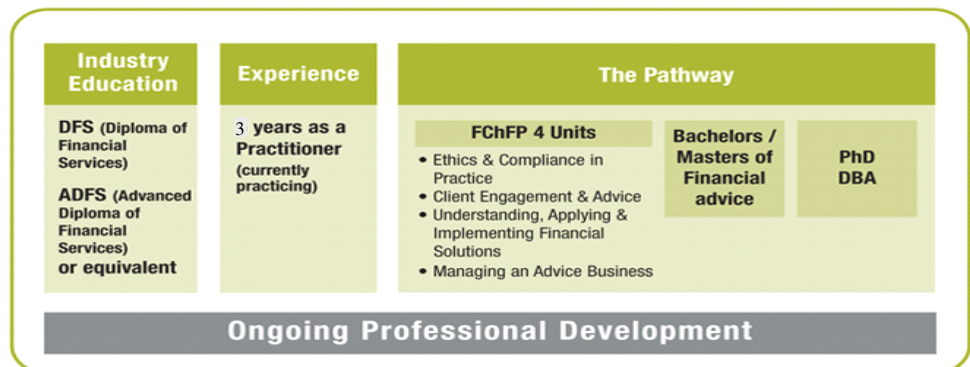 Industry
Education
DFS (Diploma of
Financial
Services)
ADFS (Advanced
Diploma of
Financial
Services)
or equivalent
Experience
3 years as a
Practitioner
(currently
practicing)
The Pathway
FChFP 4 Units
• Ethics & Compliance in
Practice
• Client Engagement & Advice
• Understanding, Applying &
Implementing Financial
Solutions
• Managing an Advice Business
Bachelors /
Masters of
Financial
advice
PhD
DBA
Ongoing Professional Development